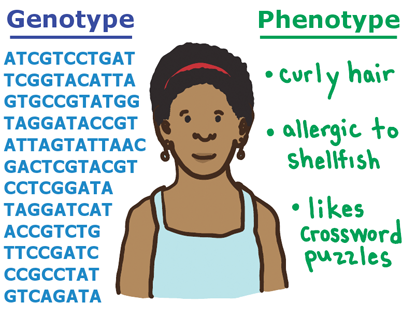 Genotype
ATCGTCCTGAT
TCGGTACATTA
GTGCCGTATGG
TAGGATACCGT
ATTAGTATTAAC
GACTCGTACGT
CCTCGGATA
TAGGATCAT
ACCGTCTG
TTCCGATC
CCGCCTAT
GTCAGATA
Phenotype
• curly hair
• allergic to
shellfish
• likes
crossword
puzzles